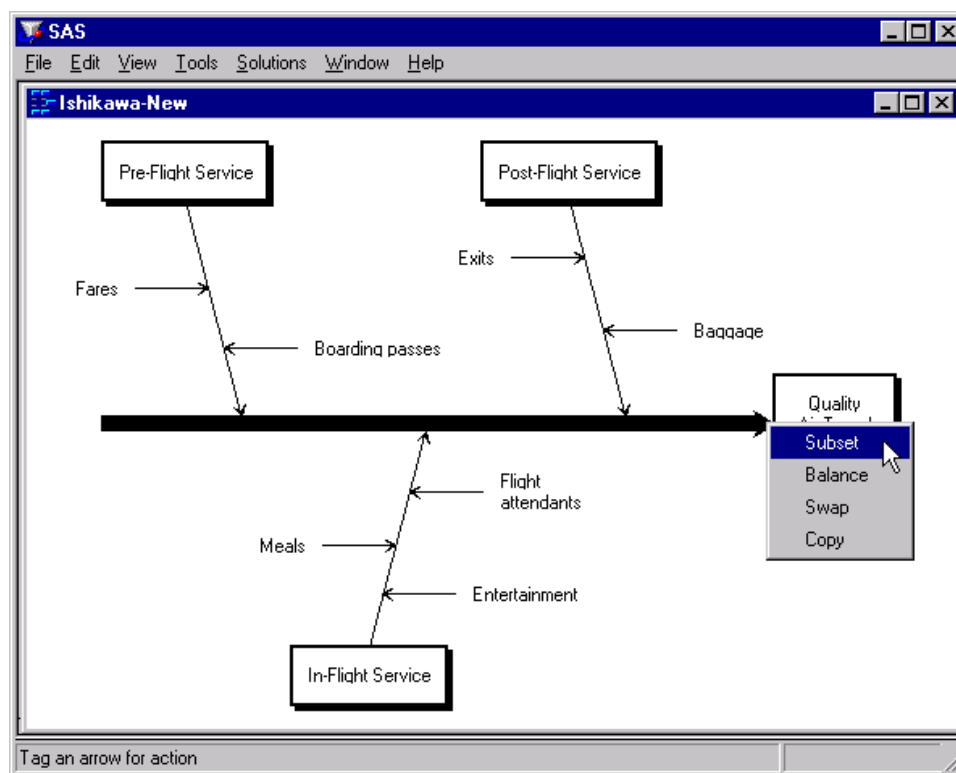 SAS
File Edit View Tools Solutions Window Help
Ishikawa-New
Pre-Flight Service
Post-Flight Service
Exits
Fares
Baggage
Boarding passes
Quality
Subset
Balance
Swap
Copy
Flight
attendants
Meals
Entertainment
In-Flight Service
Tag an arrow for action